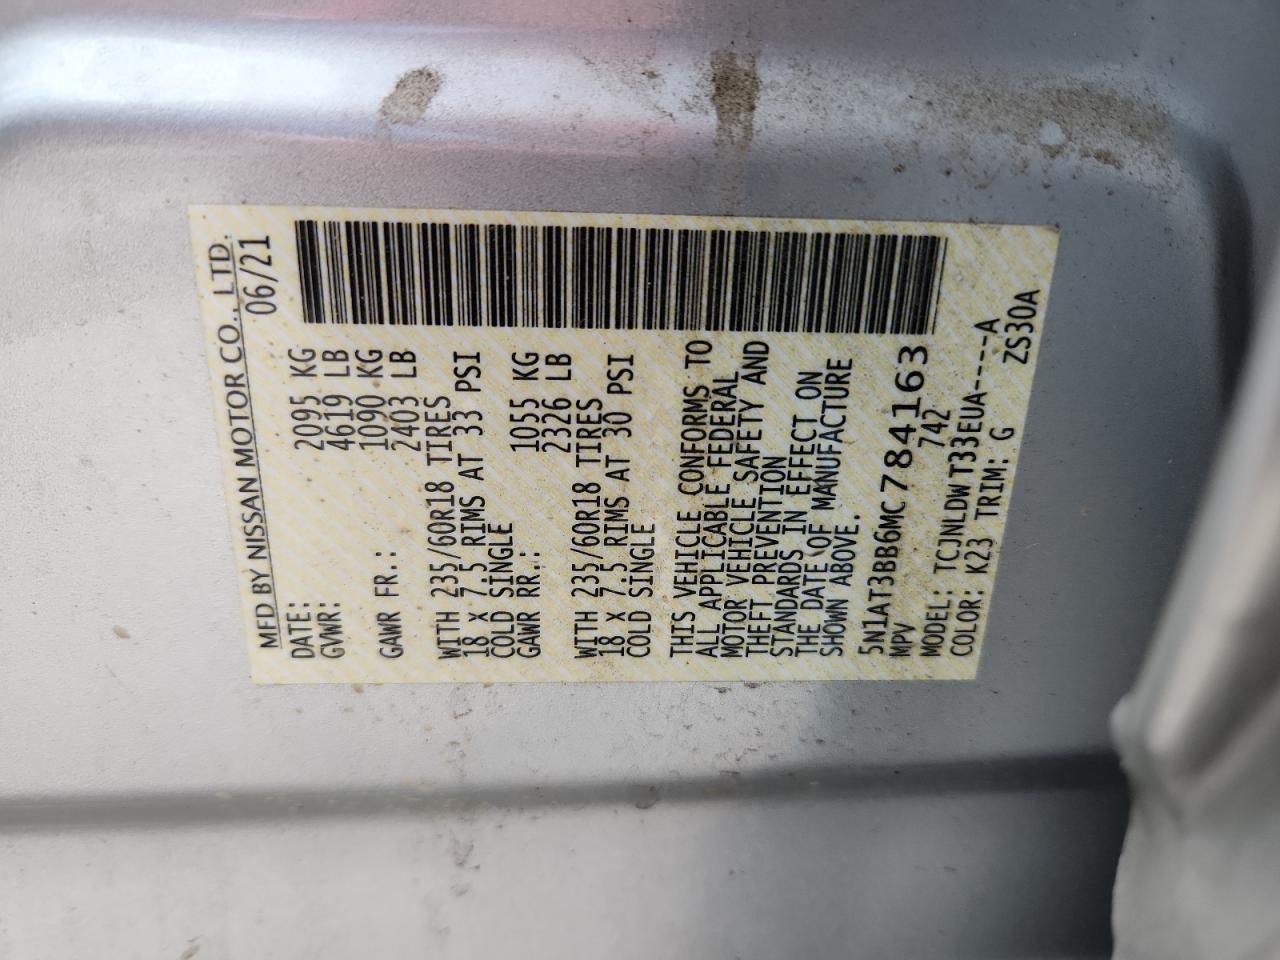 MFD BY NISSAN MOTOR CO., LTD.
DATE: 06/21
GVWR: 2095 KG
4619 LB
GAWR FR.: 1090 KG
2403 LB
WITH 235/60R18 TIRES
18 x 7.5 RIMS AT 33 PSI
COLD SINGLE
GAWR RR.: 1055 KG
2326 LB
WITH 235/60R18 TIRES
18 x 7.5 RIMS AT 30 PSI
COLD SINGLE
THIS VEHICLE CONFORMS TO
ALL APPLICABLE FEDERAL
MOTOR VEHICLE SAFETY AND
THEFT PREVENTION
STANDARDS IN EFFECT ON
THE DATE OF MANUFACTURE
SHOWN ABOVE.
5N1AT3BB6MC784163
MPV 742
MODEL: TCJNLDWT33EUA-----A
COLOR: K23 TRIM: G ZS30A